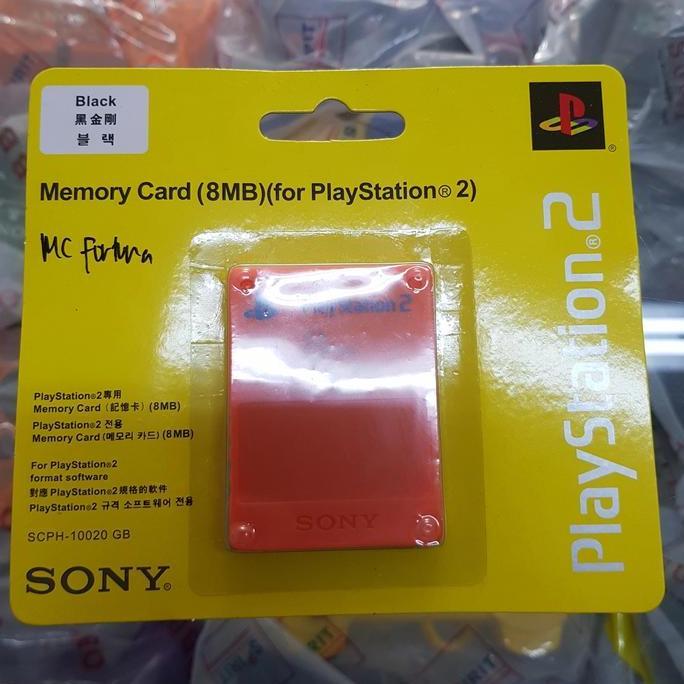 Black
黑金剛
블 랙
Memory Card (8MB)(for PlayStation® 2)
MC fortuna
PlayStation®2
PlayStation 2
PlayStation®2專用
Memory Card (記憶卡) (8MB)
PlayStation®2 전용
Memory Card (메모리 카드) (8MB)
For PlayStation®2
format software
對應 PlayStation®2 規格的軟件
PlayStation®2 규격 소프트웨어 전용
SCPH-10020 GB
SONY®
SONY